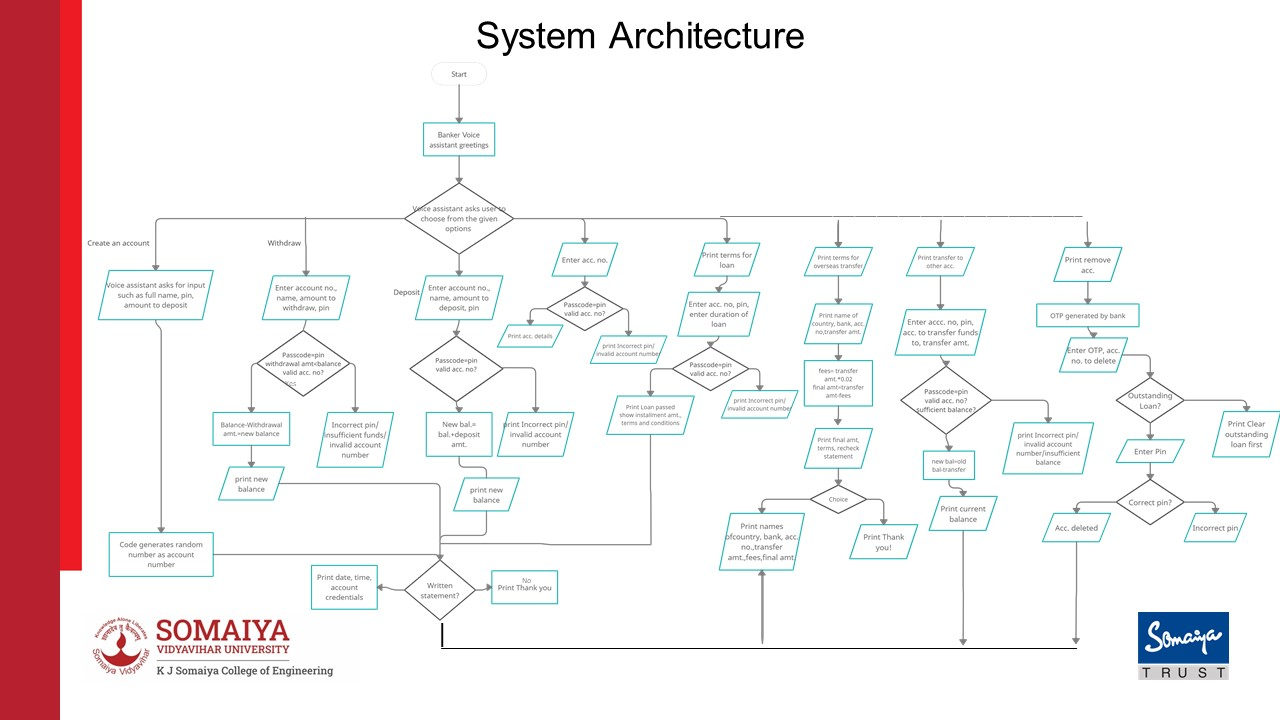 System Architecture
Start
Banker Voice
assistant greetings
Voice assistant asks user to
choose from the given
options
Create an account
Withdraw
Deposit
Voice assistant asks for input
such as full name, pin,
amount to deposit
Enter account no.,
name, amount to
withdraw, pin
Enter account no.,
name, amount to
deposit, pin
Enter acc. no.
Print terms for
loan
Print terms for
overseas transfer
Print transfer to
other acc.
Print remove
acc.
Passcode=pin
withdrawal amt<balance
valid acc. no?
Yes
Passcode=pin
valid acc. no?
Passcode=pin
valid acc. no?
Print acc. details
print Incorrect pin/
invalid account number
Enter acc. no, pin,
enter duration of
loan
Passcode=pin
valid acc. no?
Print Loan passed
show installment amt.,
terms and conditions
print Incorrect pin/
invalid account number
Print name of
country, bank, acc.
no,transfer amt.
fees= transfer
amt.*0.02
final amt=transfer
amt-fees
Print final amt,
terms, recheck
statement
Choice
Print names
ofcountry, bank, acc.
no.,transfer
amt.,fees,final amt
Print Thank
you!
Enter accc. no, pin,
acc. to transfer funds
to, transfer amt.
Passcode=pin
valid acc. no?
sufficient balance?
print Incorrect pin/
invalid account
number/insufficient
balance
new bal=old
bal-transfer
Print current
balance
OTP generated by bank
Enter OTP, acc.
no. to delete
Outstanding
Loan?
Print Clear
outstanding
loan first
Enter Pin
Correct pin?
Acc. deleted
Incorrect pin
Balance-Withdrawal
amt.=new balance
Incorrect pin/
insufficient funds/
invalid account
number
New bal.=
bal.+deposit
amt.
print Incorrect pin/
invalid account
number
print new
balance
print new
balance
Code generates random
number as account
number
Print date, time,
account
credentials
Written
statement?
No
Print Thank you
Knowledge Alone Liberates
Somaiya Vidyavihar
SOMAIYA
VIDYAVIHAR UNIVERSITY
K J Somaiya College of Engineering
Somaiya
TRUST